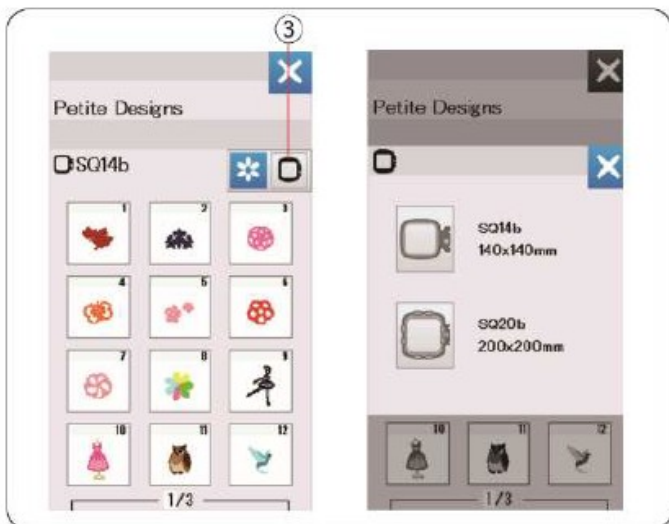 ③
Petite Designs
SQ14b
1 2 3
4 5 6
7 8 9
10 11 12
1/3
Petite Designs
SQ14b
140x140mm
SQ20b
200x200mm
10 11 12
1/3